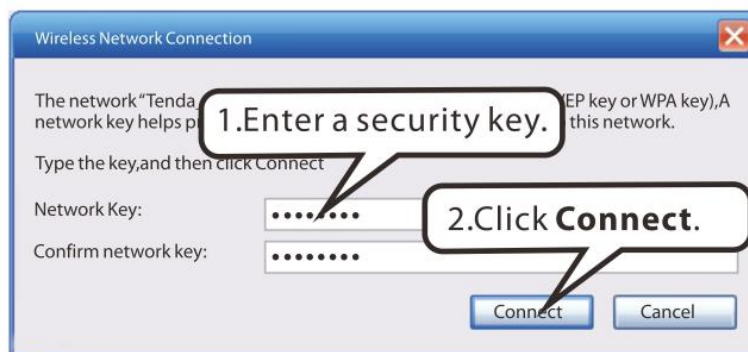 Wireless Network Connection
The network “Tenda_ EP key or WPA key),A
network key helps p this network.
1.Enter a security key.
Type the key,and then click Connect
Network Key:
••••••••
2.Click Connect.
Confirm network key:
••••••••
Connect Cancel